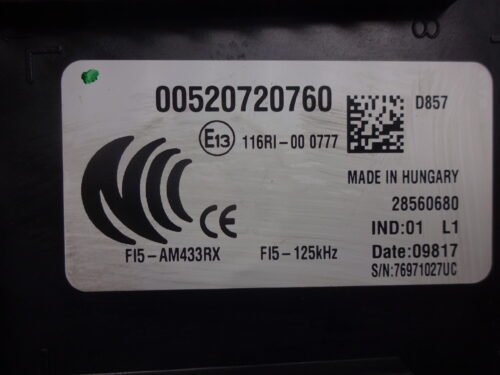 00520720760
D857
E13 116RI-00 0777
MADE IN HUNGARY
28560680
IND:01 L1
CE
FI5-AM433RX FI5-125kHz
Date:09817
S/N:76971027UC